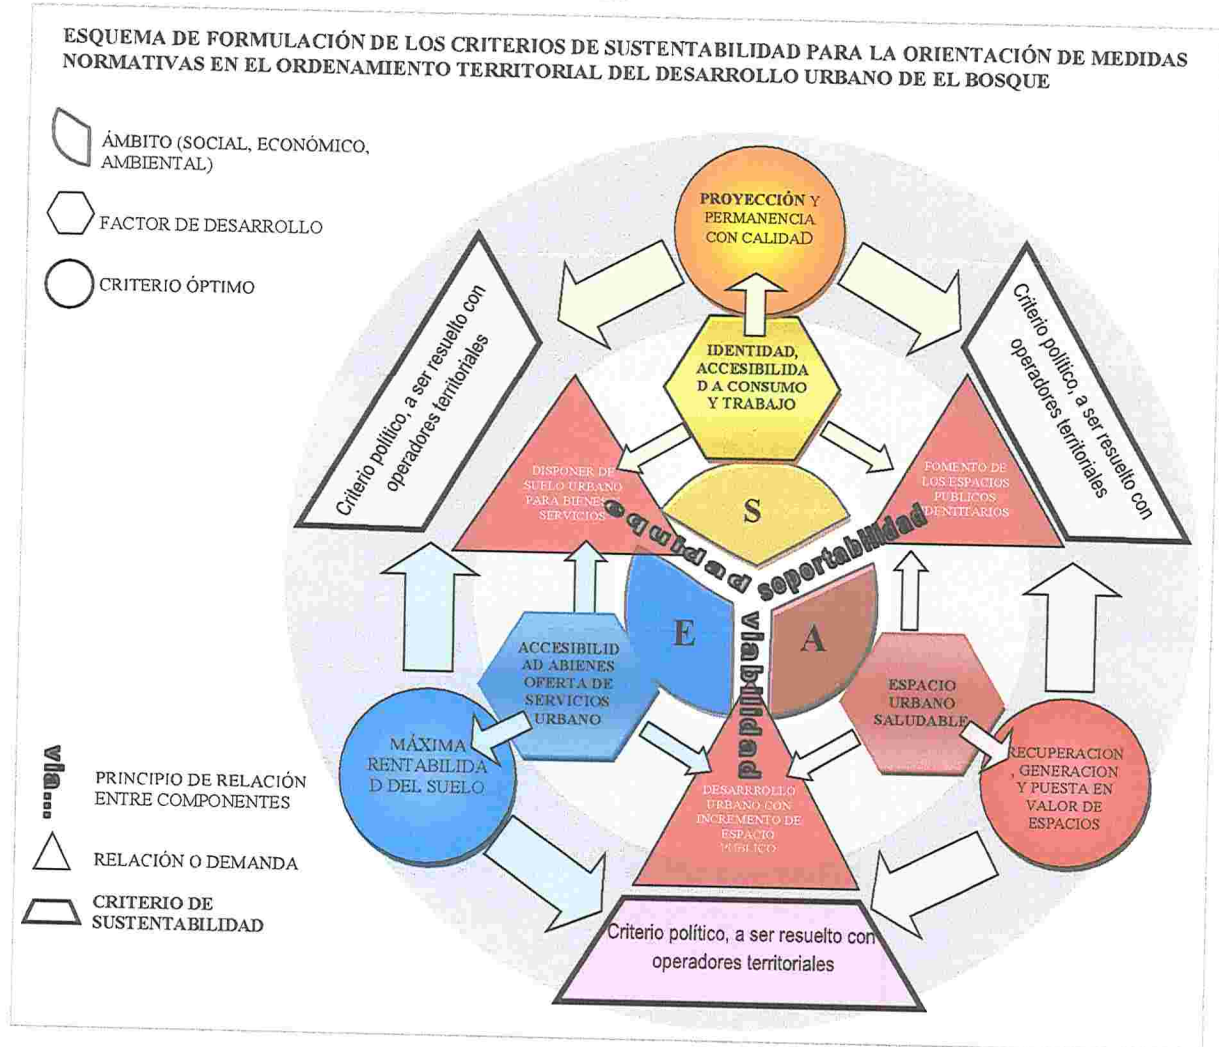 ESQUEMA DE FORMULACIÓN DE LOS CRITERIOS DE SUSTENTABILIDAD PARA LA ORIENTACIÓN DE MEDIDAS
NORMATIVAS EN EL ORDENAMIENTO TERRITORIAL DEL DESARROLLO URBANO DE EL BOSQUE
ÁMBITO (SOCIAL, ECONÓMICO,
AMBIENTAL)
FACTOR DE DESARROLLO
CRITERIO ÓPTIMO
PROYECCIÓN Y
PERMANENCIA
CON CALIDAD
Criterio político, a ser resuelto con
operadores territoriales
Criterio político, a ser resuelto con
operadores territoriales
IDENTIDAD,
ACCESIBILIDA
D A CONSUMO
Y TRABAJO
DISPONER DE
SUELO URBANO
PARA BIENES
SERVICIOS
FOMENTO DE
LOS ESPACIOS
PUBLICOS
IDENTITARIOS
S
equidad
soportabilidad
viabilidad
E
A
ACCESIBILID
AD ABIENES
OFERTA DE
SERVICIOS
URBANO
ESPACIO
URBANO
SALUDABLE
MÁXIMA
RENTABILIDA
D DEL SUELO
RECUPERACION
, GENERACION
Y PUESTA EN
VALOR DE
ESPACIOS
DESARRROLLO
URBANO CON
INCREMENTO DE
ESPACIO
PUBLICO
Criterio político, a ser resuelto con
operadores territoriales
via...
PRINCIPIO DE RELACIÓN
ENTRE COMPONENTES
RELACIÓN O DEMANDA
CRITERIO DE
SUSTENTABILIDAD